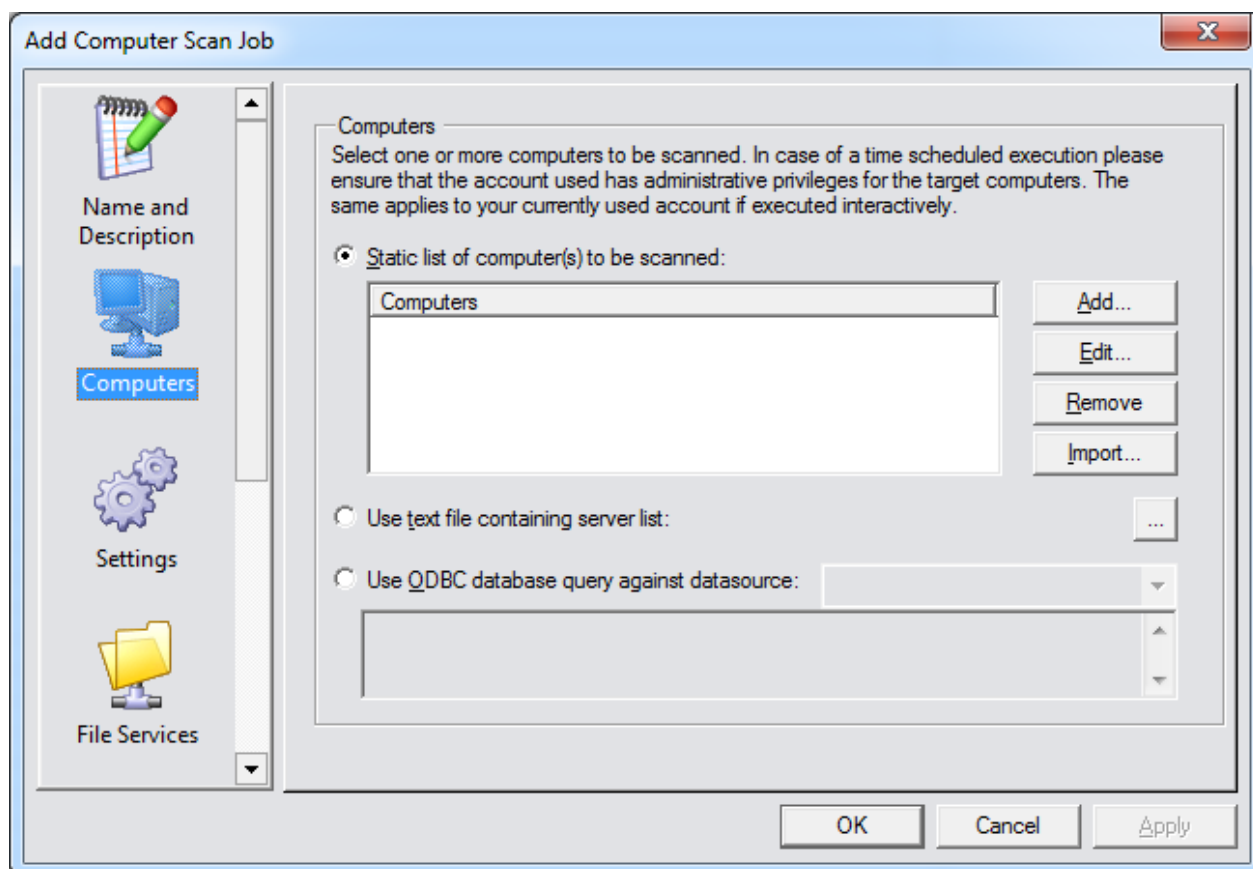 Add Computer Scan Job
Name and
Description
Computers
Settings
File Services
Computers
Select one or more computers to be scanned. In case of a time scheduled execution please
ensure that the account used has administrative privileges for the target computers. The
same applies to your currently used account if executed interactively.
Static list of computer(s) to be scanned:
Computers
Add...
Edit...
Remove
Import...
Use text file containing server list:
...
Use ODBC database query against datasource:
OK
Cancel
Apply